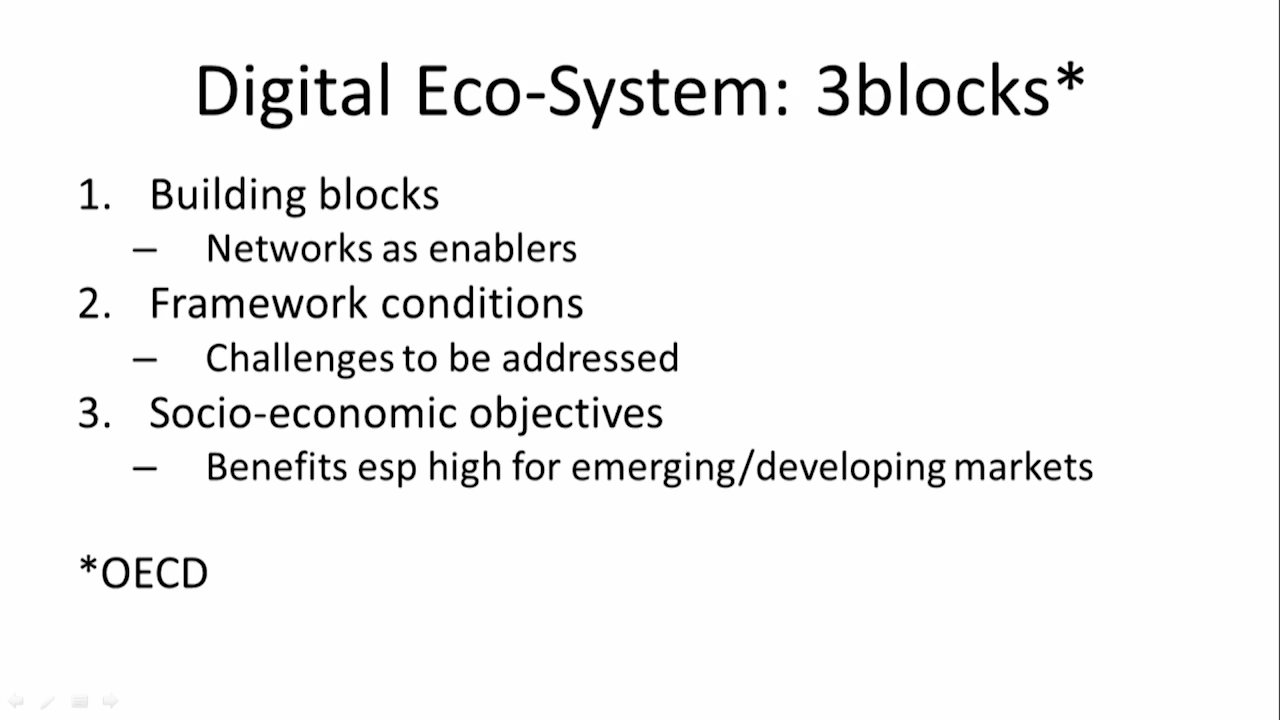 Digital Eco-System: 3blocks*
1. Building blocks
– Networks as enablers
2. Framework conditions
– Challenges to be addressed
3. Socio-economic objectives
– Benefits esp high for emerging/developing markets
*OECD